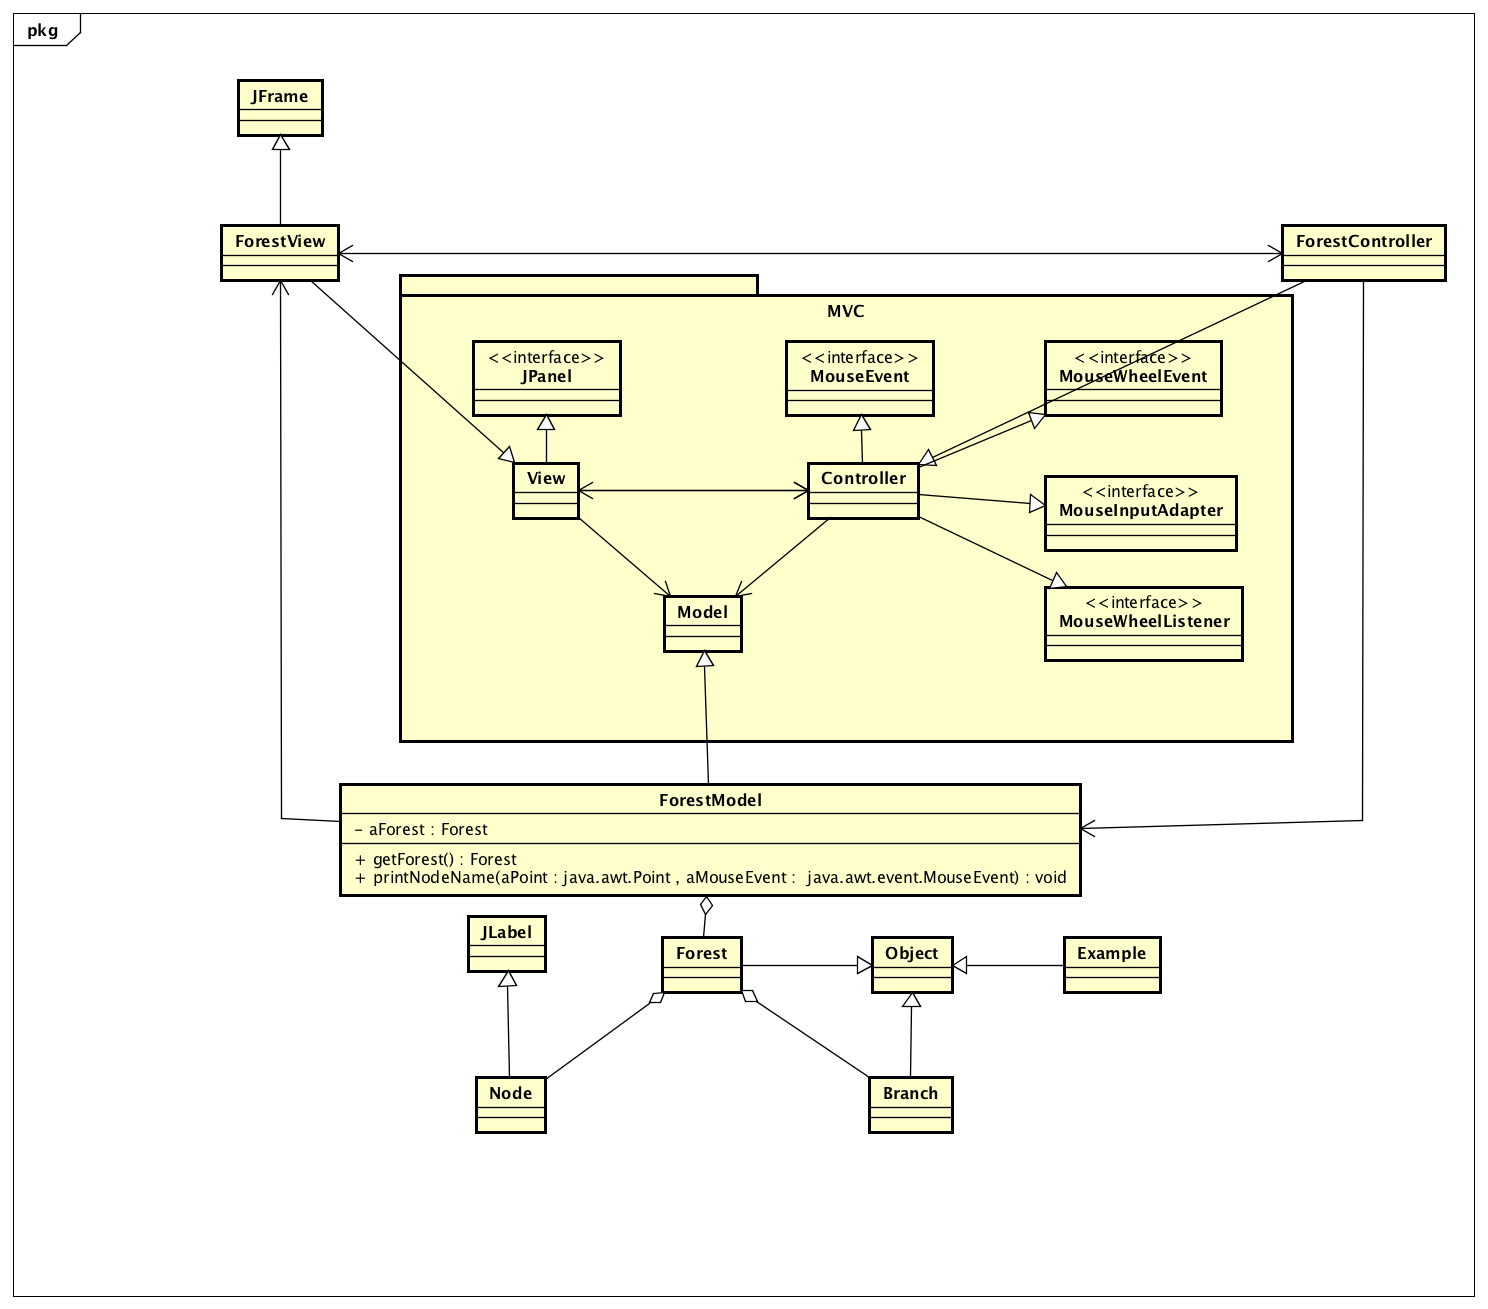 pkg
JFrame
ForestView
ForestController
MVC
<<interface>>
JPanel
<<interface>>
MouseEvent
<<interface>>
MouseWheelEvent
View
Controller
<<interface>>
MouseInputAdapter
<<interface>>
MouseWheelListener
Model
ForestModel
- aForest : Forest
+ getForest() : Forest
+ printNodeName(aPoint : java.awt.Point , aMouseEvent :  java.awt.event.MouseEvent) : void
JLabel
Forest
Object
Example
Node
Branch